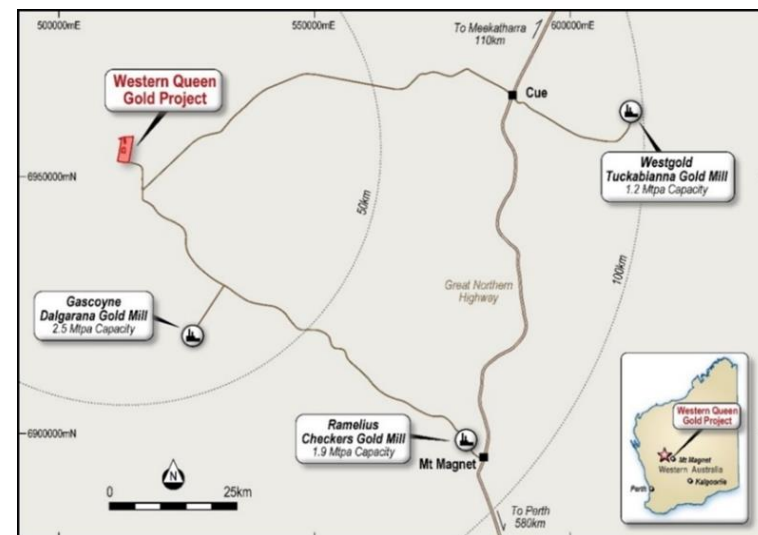 500000mE
550000mE
600000mE
To Meekatharra
110km
Western Queen
Gold Project
Cue
Westgold
Tuckabianna Gold Mill
1.2 Mtpa Capacity
6950000mN
50km
100km
Great Northern
Highway
Gascoyne
Dalgarana Gold Mill
2.5 Mtpa Capacity
Ramelius
Checkers Gold Mill
1.9 Mtpa Capacity
6900000mN
Mt Magnet
N
0
25km
To Perth
580km
Western Queen
Gold Project
Mt Magnet
Western Australia
Kalgoorlie
Perth